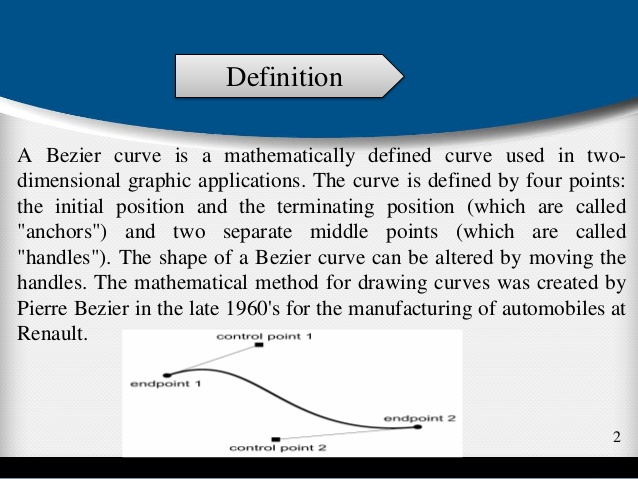 Definition
A Bezier curve is a mathematically defined curve used in two-
dimensional graphic applications. The curve is defined by four points:
the initial position and the terminating position (which are called
"anchors") and two separate middle points (which are called
"handles"). The shape of a Bezier curve can be altered by moving the
handles. The mathematical method for drawing curves was created by
Pierre Bezier in the late 1960's for the manufacturing of automobiles at
Renault.
control point 1
endpoint 1
endpoint 2
control point 2
2